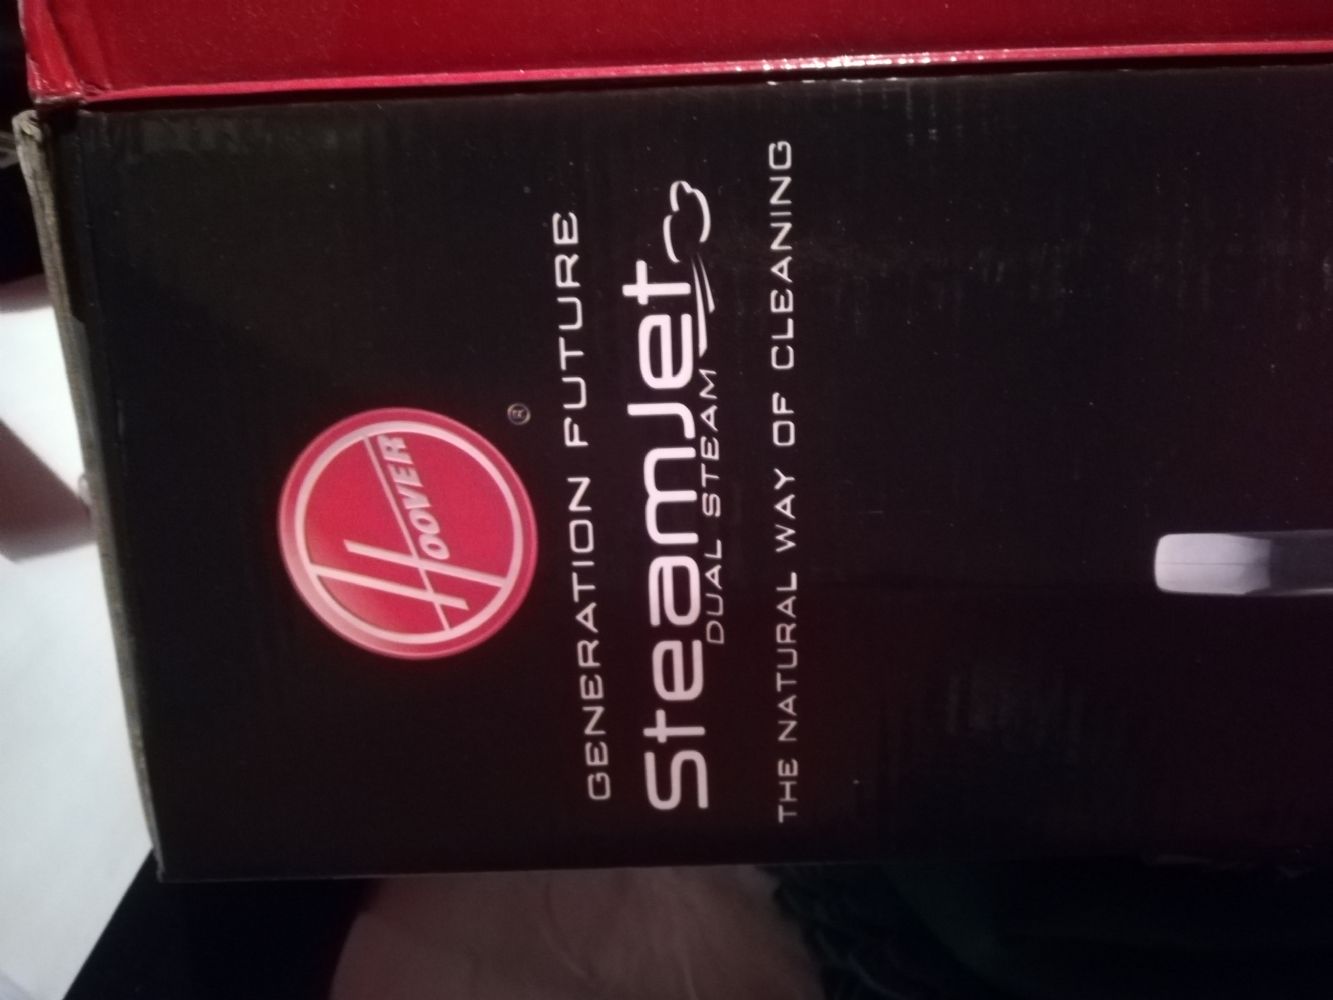 HOOVER
®
GENERATION FUTURE
SteamJet
DUAL STEAM
THE NATURAL WAY OF CLEANING